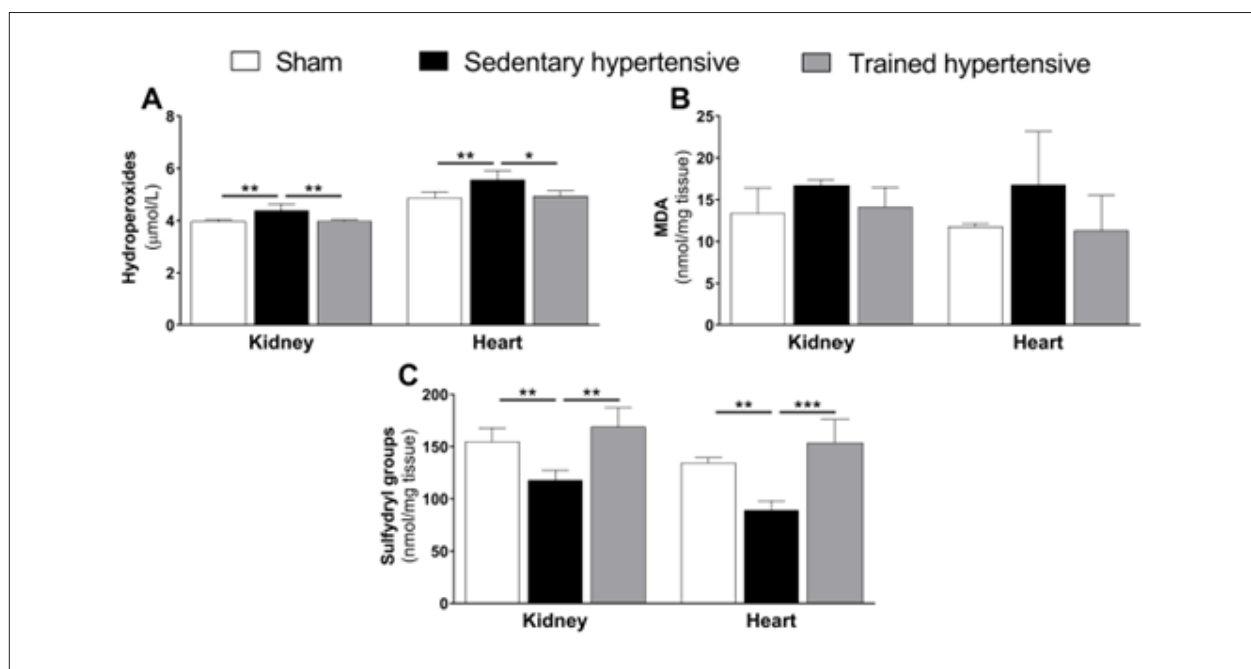 Sham Sedentary hypertensive Trained hypertensive
A
Hydroperoxides
(μmol/L)
8
6
4
2
0
** ** ** *
Kidney Heart
B
MDA
(nmol/mg tissue)
25
20
15
10
5
0
Kidney Heart
C
Sulfydryl groups
(nmol/mg tissue)
200
150
100
50
0
** ** ** ***
Kidney Heart